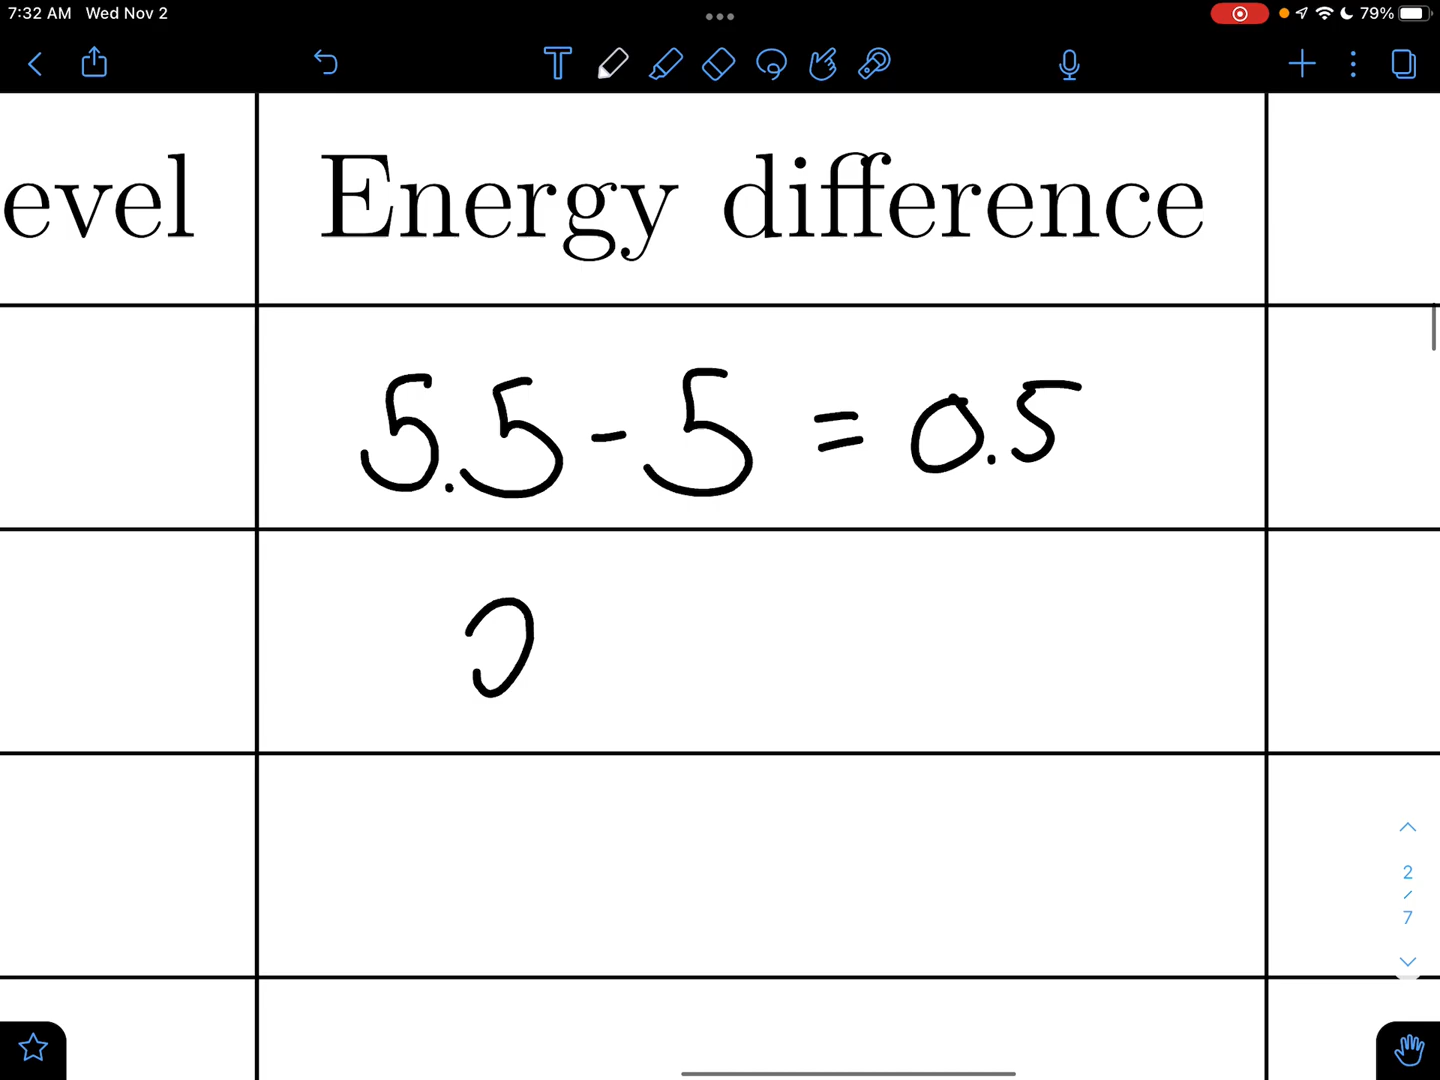 7:32 AM Wed Nov 2 79%
T
evel Energy difference
5.5 - 5 = 0.5
2
7